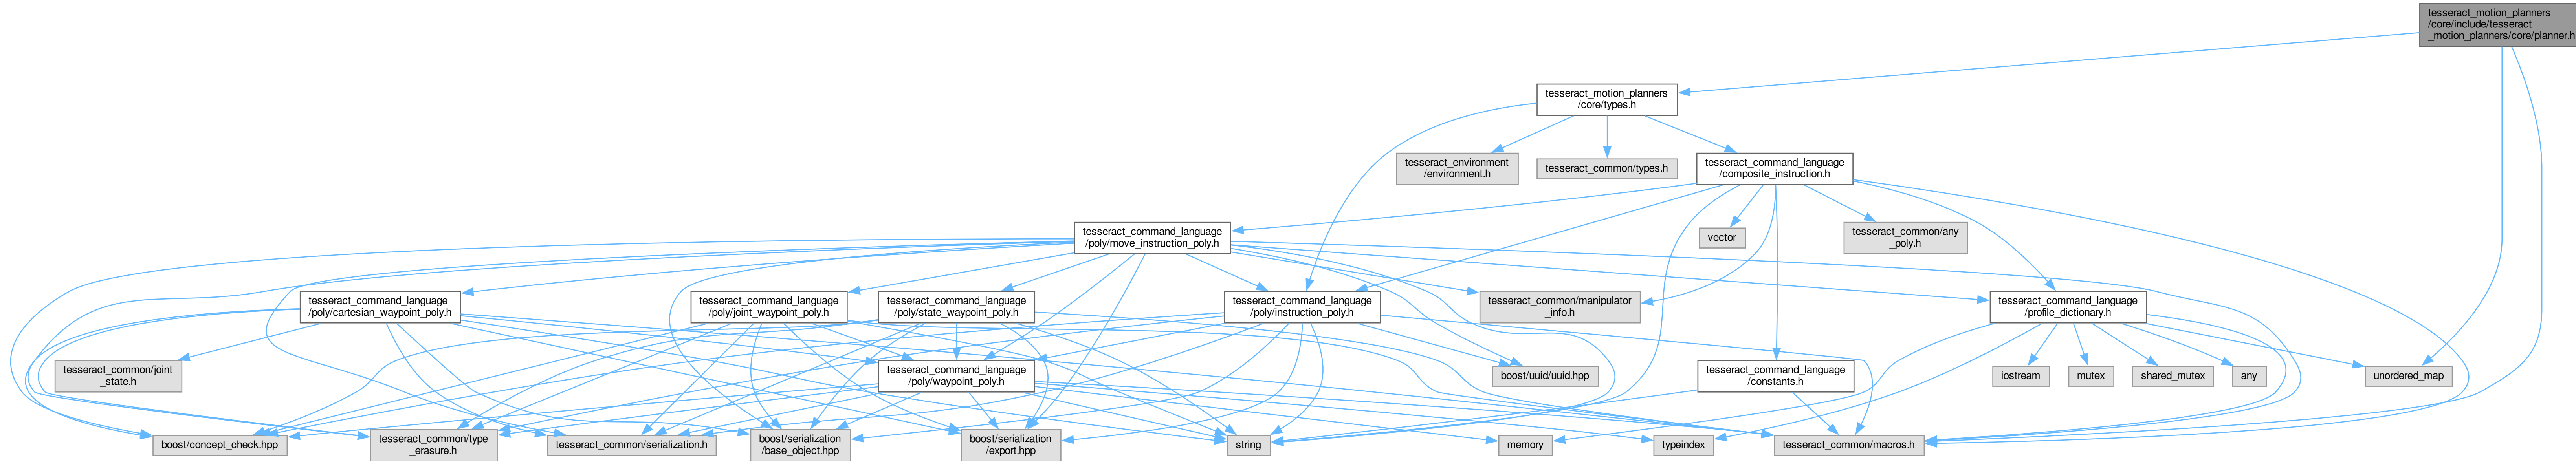 tesseract_motion_planners
/core/include/tesseract
_motion_planners/core/planner.h
tesseract_motion_planners
/core/types.h
tesseract_environment
/environment.h
tesseract_common/types.h
tesseract_command_language
/composite_instruction.h
tesseract_command_language
/poly/move_instruction_poly.h
vector
tesseract_common/any
_poly.h
tesseract_command_language
/poly/cartesian_waypoint_poly.h
tesseract_command_language
/poly/joint_waypoint_poly.h
tesseract_command_language
/poly/state_waypoint_poly.h
tesseract_command_language
/poly/instruction_poly.h
tesseract_common/manipulator
_info.h
tesseract_command_language
/profile_dictionary.h
tesseract_common/joint
_state.h
tesseract_command_language
/poly/waypoint_poly.h
boost/uuid/uuid.hpp
tesseract_command_language
/constants.h
iostream
mutex
shared_mutex
any
unordered_map
boost/concept_check.hpp
tesseract_common/type
_erasure.h
tesseract_common/serialization.h
boost/serialization
/base_object.hpp
boost/serialization
/export.hpp
string
memory
typeindex
tesseract_common/macros.h